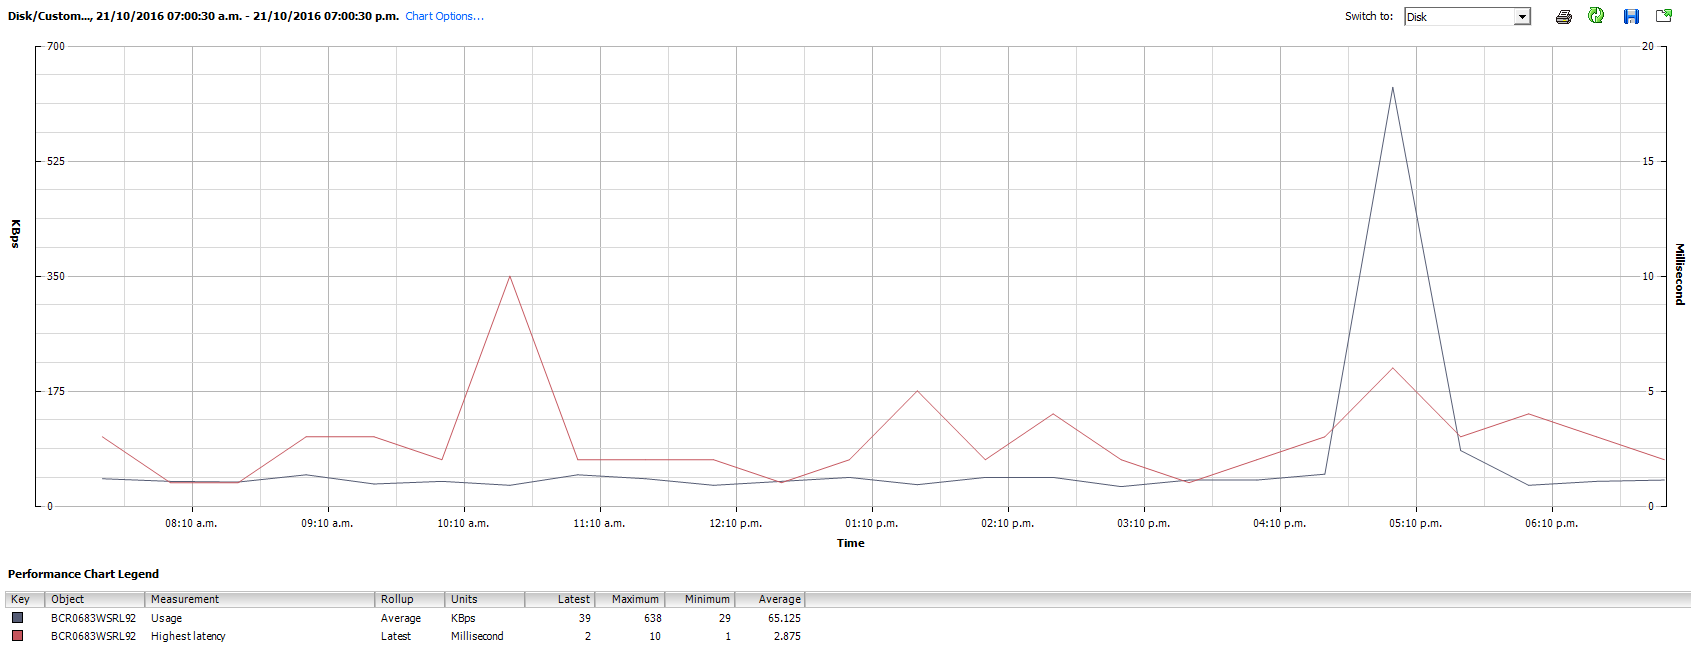 Disk/Custom..., 21/10/2016 07:00:30 a.m. - 21/10/2016 07:00:30 p.m. Chart Options... Switch to: Disk
700 20
525 15
KBps
350 10
Millisecond
175 5
0 0
08:10 a.m. 09:10 a.m. 10:10 a.m. 11:10 a.m. 12:10 p.m. 01:10 p.m. 02:10 p.m. 03:10 p.m. 04:10 p.m. 05:10 p.m. 06:10 p.m.
Time
Performance Chart Legend
Key Object Measurement Rollup Units Latest Maximum Minimum Average
BCR0683WSRL92 Usage Average KBps 39 638 29 65.125
BCR0683WSRL92 Highest latency Latest Millisecond 2 10 1 2.875